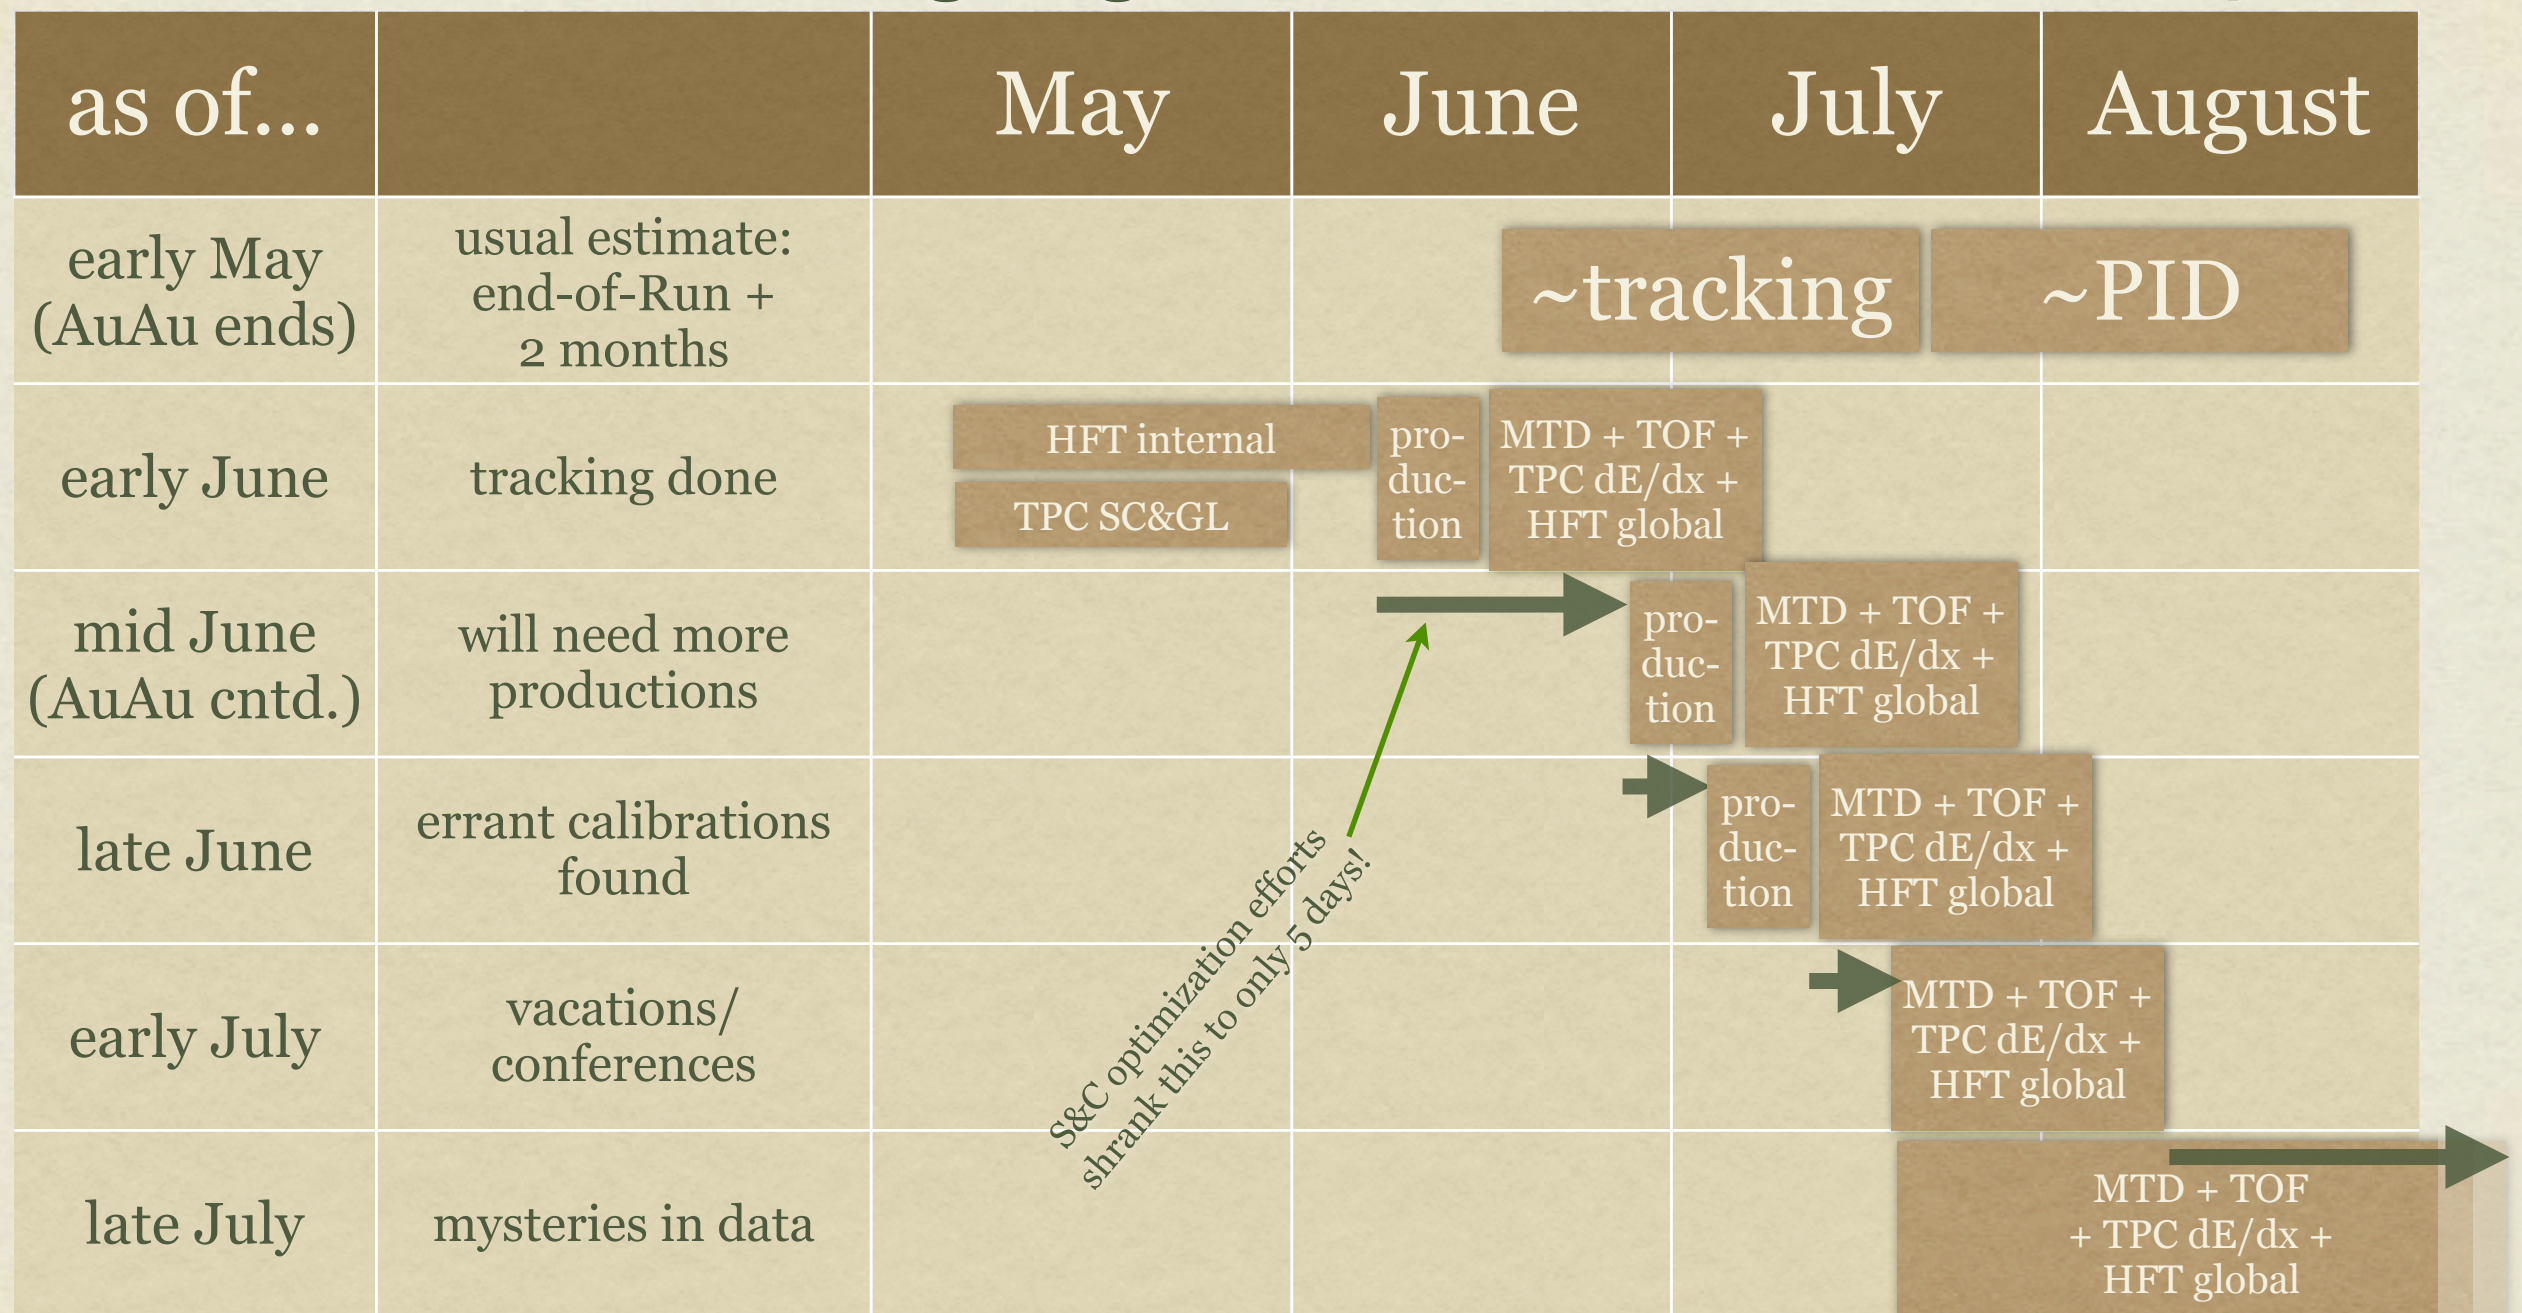 as of...
May
June
July
August
early May
(AuAu ends)
usual estimate:
end-of-Run +
2 months
~tracking
~PID
early June
tracking done
HFT internal
TPC SC&GL
pro-
duc-
tion
MTD + TOF +
TPC dE/dx +
HFT global
mid June
(AuAu cntd.)
will need more
productions
pro-
duc-
tion
MTD + TOF +
TPC dE/dx +
HFT global
late June
errant calibrations
found
pro-
duc-
tion
MTD + TOF +
TPC dE/dx +
HFT global
S&C optimization efforts
shrank this to only 5 days!
early July
vacations/
conferences
MTD + TOF +
TPC dE/dx +
HFT global
late July
mysteries in data
MTD + TOF
+ TPC dE/dx +
HFT global